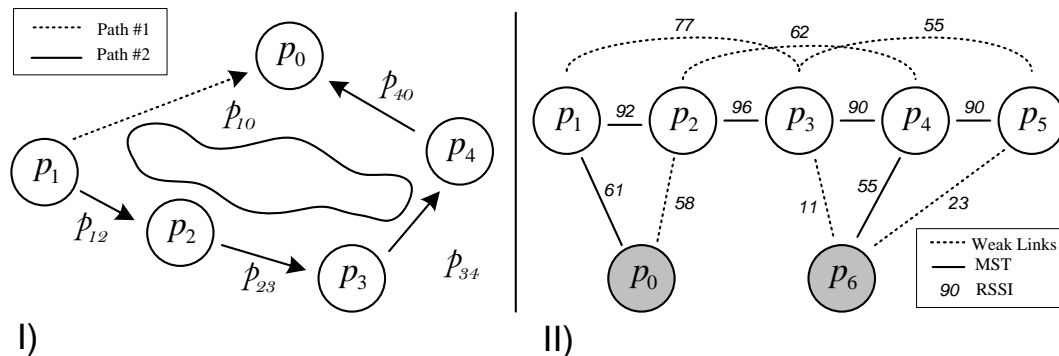 Path #1
Path #2
p0
p10
p40
p1
p4
p12
p2
p23
p3
p34
I)
77
62
55
p1
92
p2
96
p3
90
p4
90
p5
61
58
11
55
23
p0
p6
Weak Links
MST
90 RSSI
II)